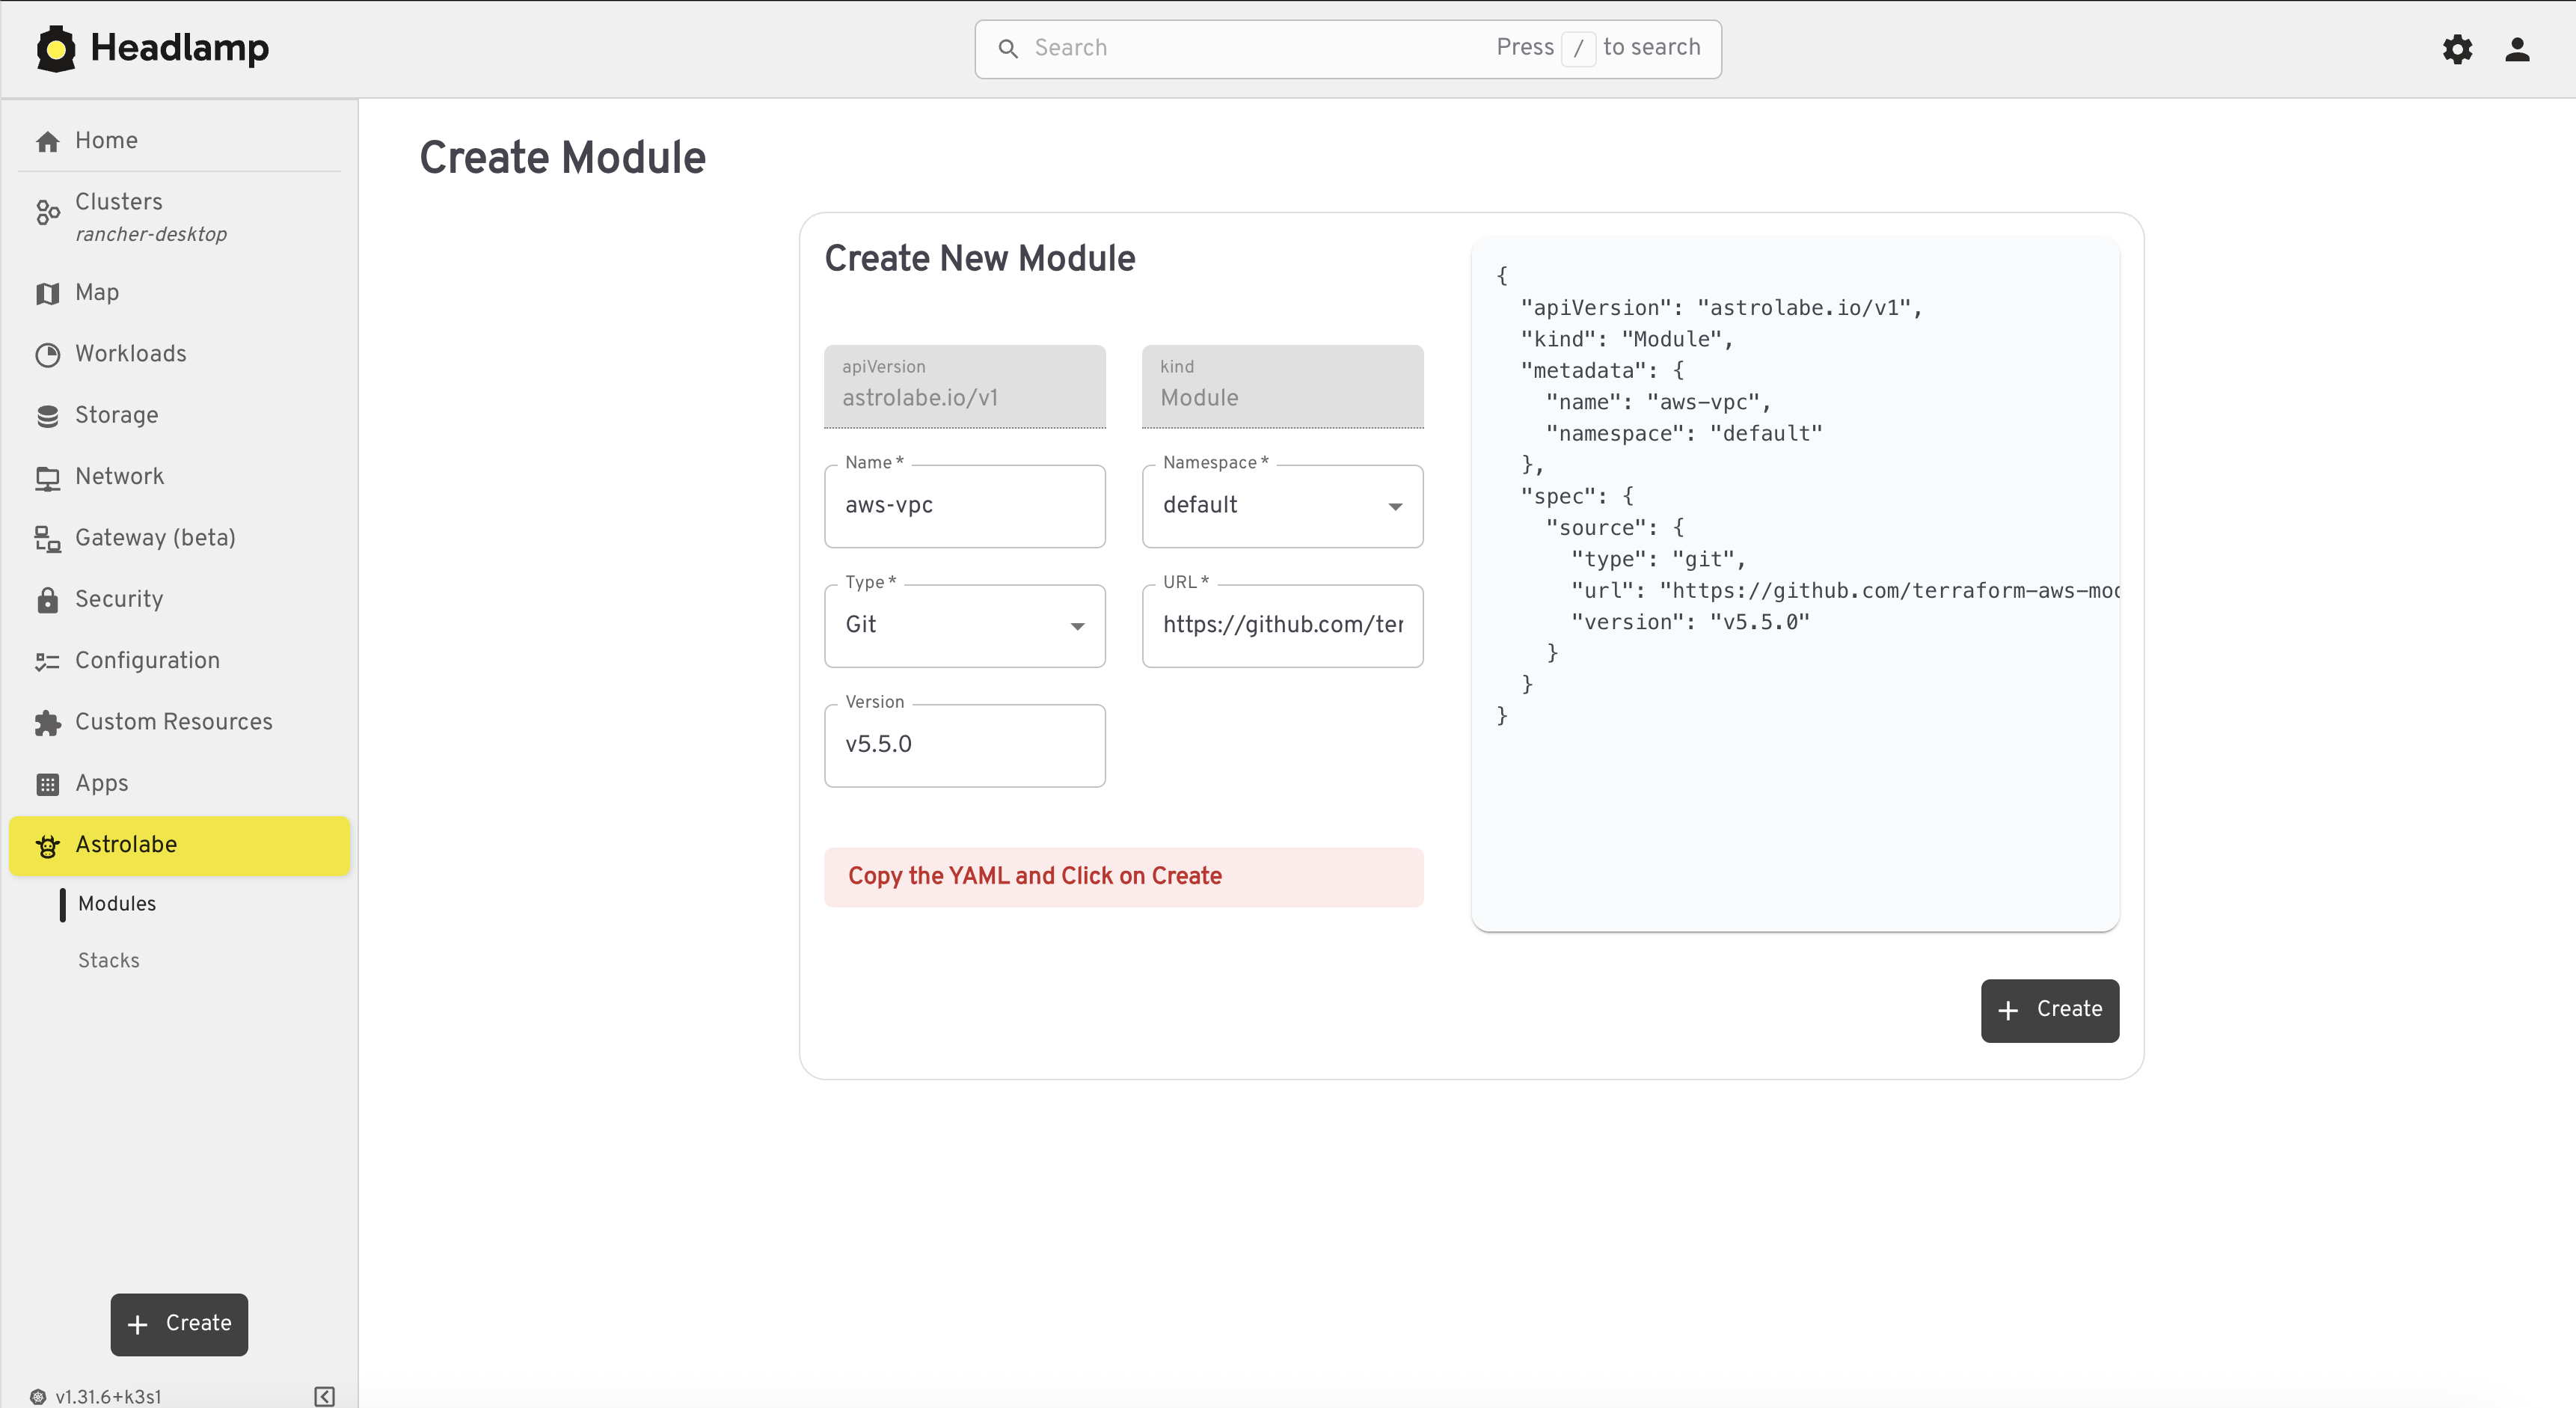 Headlamp
Search
Press / to search
Home
Clusters
rancher-desktop
Map
Workloads
Storage
Network
Gateway (beta)
Security
Configuration
Custom Resources
Apps
Astrolabe
Modules
Stacks
Create
v1.31.6+k3s1
Create Module
Create New Module
apiVersion
astrolabe.io/v1
kind
Module
Name *
aws-vpc
Namespace *
default
Type *
Git
URL *
https://github.com/ter
Version
v5.5.0
Copy the YAML and Click on Create
{
"apiVersion": "astrolabe.io/v1",
"kind": "Module",
"metadata": {
"name": "aws-vpc",
"namespace": "default"
},
"spec": {
"source": {
"type": "git",
"url": "https://github.com/terraform-aws-mod
"version": "v5.5.0"
}
}
}
Create